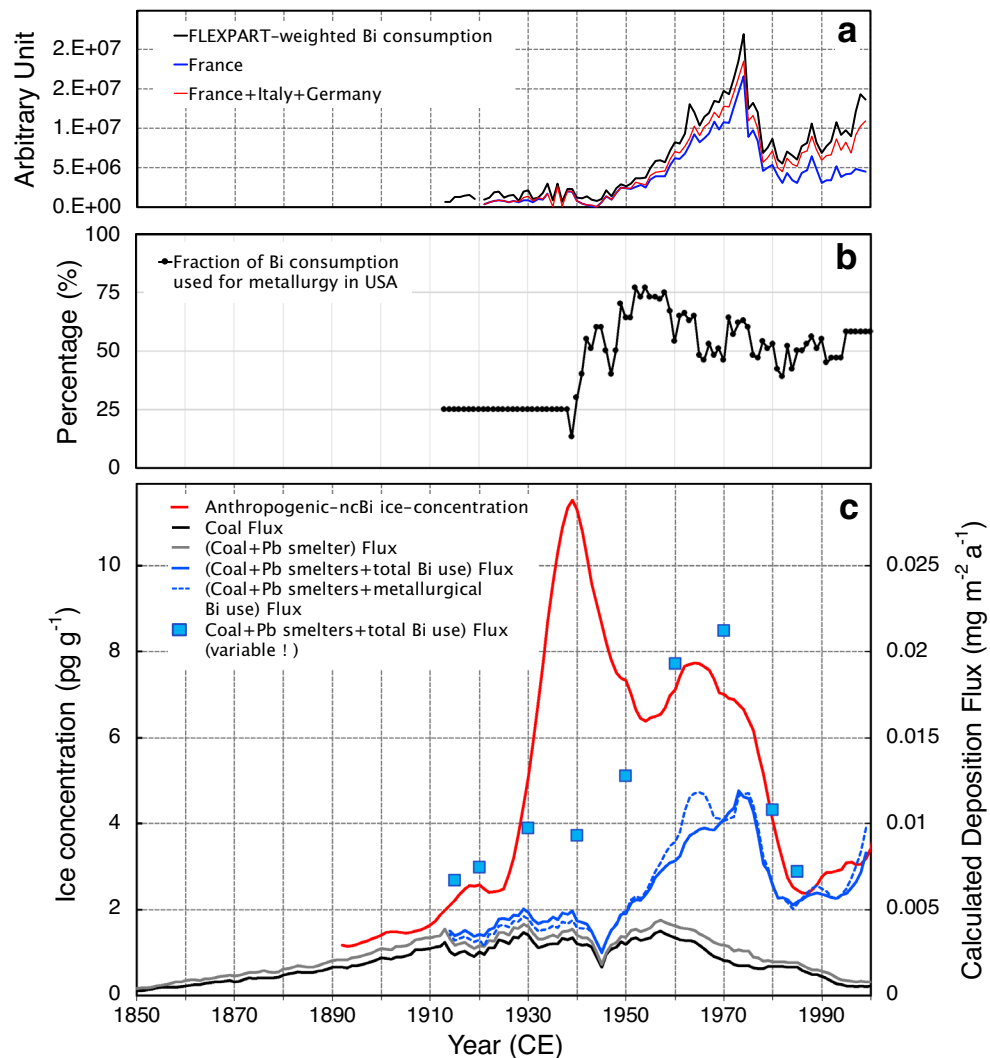 a
FLEXPART-weighted Bi consumption
France
France+Italy+Germany
Arbitrary Unit
2.E+07
2.E+07
1.E+07
5.E+06
0.E+00
b
Fraction of Bi consumption
used for metallurgy in USA
Percentage (%)
100
75
50
25
0
c
Anthropogenic-ncBi ice-concentration
Coal Flux
(Coal+Pb smelter) Flux
(Coal+Pb smelters+total Bi use) Flux
(Coal+Pb smelters+metallurgical
Bi use) Flux
Coal+Pb smelters+total Bi use) Flux
(variable ! )
Ice concentration (pg g⁻¹)
10
8
6
4
2
0
Calculated Deposition Flux (mg m⁻² a⁻¹)
0.025
0.020
0.015
0.010
0.005
0
1850 1870 1890 1910 1930 1950 1970 1990
Year (CE)